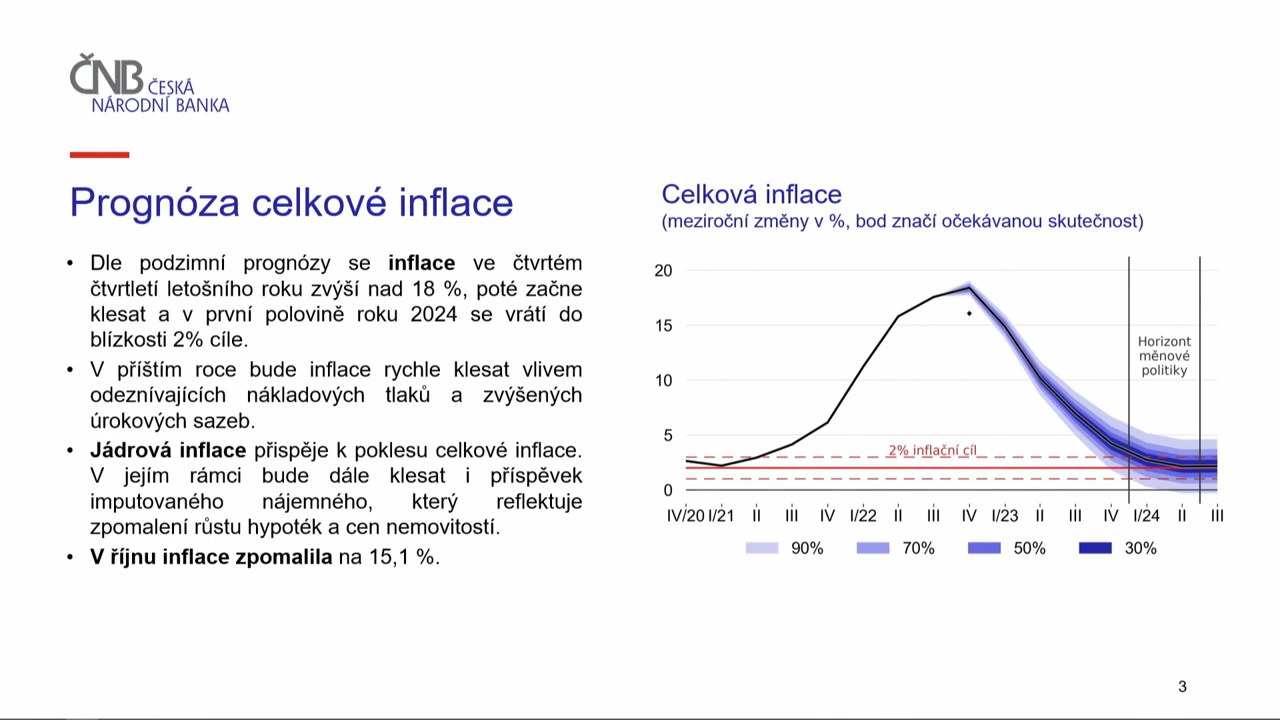 ČNB ČESKÁ
NÁRODNÍ BANKA
Prognóza celkové inflace
• Dle podzimní prognózy se inflace ve čtvrtém
čtvrtletí letošního roku zvýší nad 18 %, poté začne
klesat a v první polovině roku 2024 se vrátí do
blízkosti 2% cíle.
• V příštím roce bude inflace rychle klesat vlivem
odeznívajících nákladových tlaků a zvýšených
úrokových sazeb.
• Jádrová inflace přispěje k poklesu celkové inflace.
V jejím rámci bude dále klesat i příspěvek
imputovaného nájemného, který reflektuje
zpomalení růstu hypoték a cen nemovitostí.
• V říjnu inflace zpomalila na 15,1 %.
Celková inflace
(meziroční změny v %, bod značí očekávanou skutečnost)
20
15
10
5
0
Horizont
měnové
politiky
2% inflační cíl
IV/20 I/21 II III IV I/22 II III IV I/23 II III IV I/24 II III
90% 70% 50% 30%
3